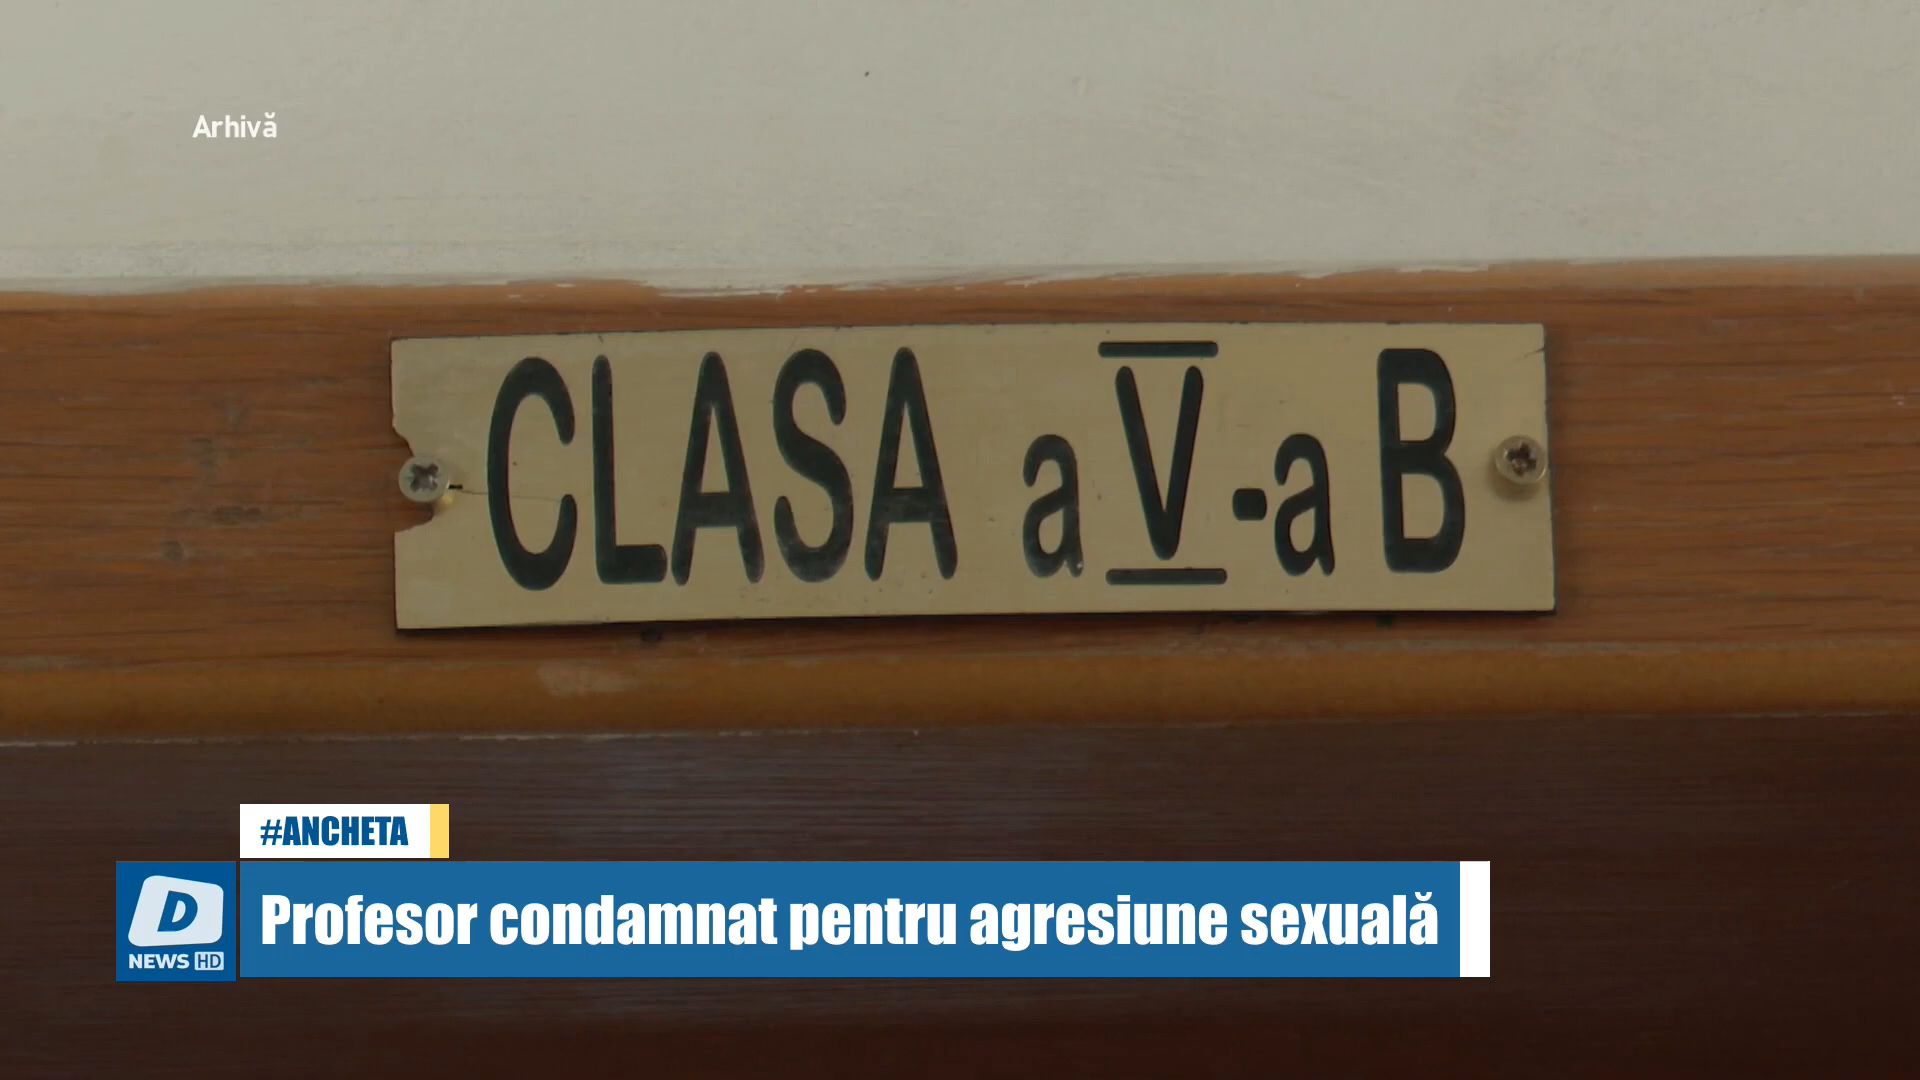 Arhivă
CLASA a V-a B
#ANCHETA
Profesor condamnat pentru agresiune sexuală
D
NEWS HD